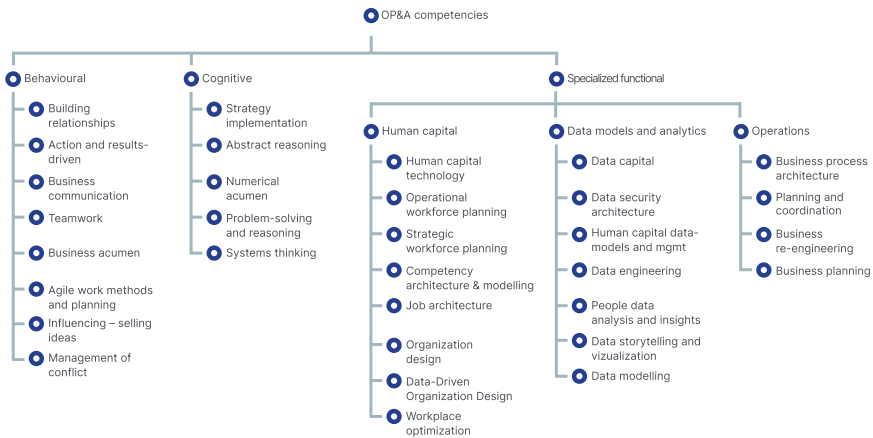 OP&A competencies
Behavioural
Building
relationships
Action and results-
driven
Business
communication
Teamwork
Business acumen
Agile work methods
and planning
Influencing – selling
ideas
Management of
conflict
Cognitive
Strategy
implementation
Abstract reasoning
Numerical
acumen
Problem-solving
and reasoning
Systems thinking
Specialized functional
Human capital
Human capital
technology
Operational
workforce planning
Strategic
workforce planning
Competency
architecture & modelling
Job architecture
Organization
design
Data-Driven
Organization Design
Workplace
optimization
Data models and analytics
Data capital
Data security
architecture
Human capital data-
models and mgmt
Data engineering
People data
analysis and insights
Data storytelling and
vizualization
Data modelling
Operations
Business process
architecture
Planning and
coordination
Business
re-engineering
Business planning